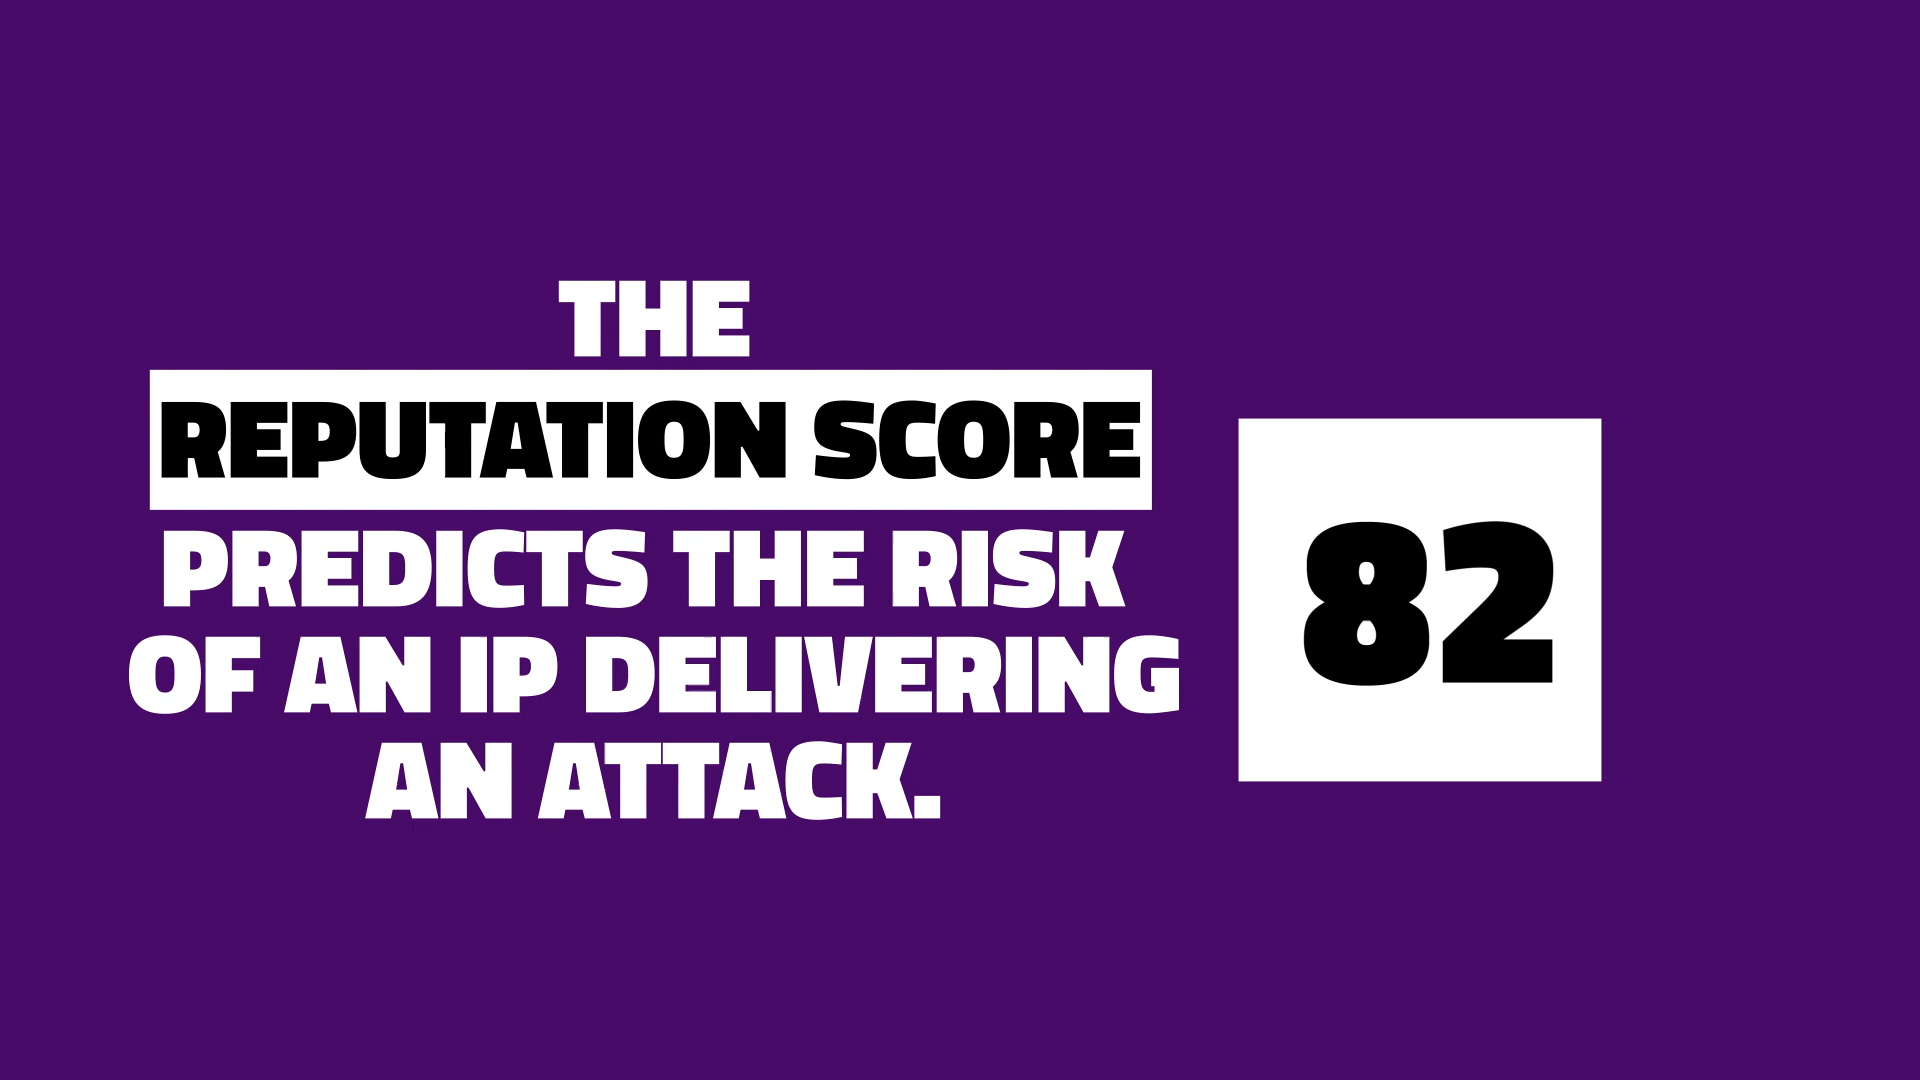 THE
REPUTATION SCORE
PREDICTS THE RISK
OF AN IP DELIVERING
AN ATTACK.
82